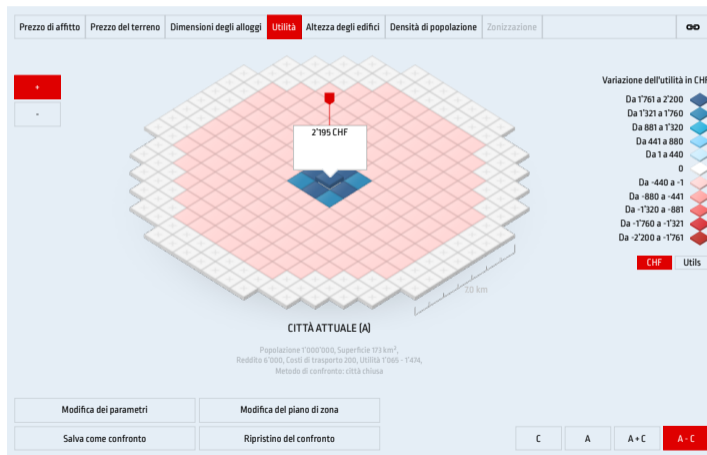 Prezzo di affitto Prezzo del terreno Dimensioni degli alloggi Utilità Altezza degli edifici Densità di popolazione Zonizzazione
+
-
2'195 CHF
Variazione dell'utilità in CHF
Da 1'761 a 2'200
Da 1'321 a 1'760
Da 881 a 1'320
Da 441 a 880
Da 1 a 440
0
Da -440 a -1
Da -880 a -441
Da -1'320 a -881
Da -1'760 a -1'321
Da -2'200 a -1'761
CHF Utils
7.0 km
CITTÀ ATTUALE (A)
Popolazione 1'000'000, Superficie 173 km²,
Reddito 6'000, Costi di trasporto 200, Utilità 1'085 - 1'474,
Metodo di confronto: città chiusa
Modifica dei parametri Modifica del piano di zona
Salva come confronto Ripristino del confronto C A A + C A - C